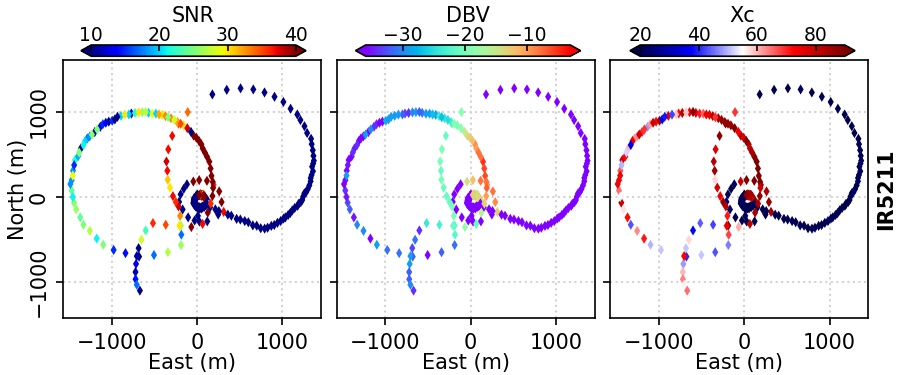 SNR DBV Xc
10 20 30 40 −30 −20 −10 20 40 60 80
1000
0
−1000
North (m)
IR5211
−1000 0 1000 −1000 0 1000 −1000 0 1000
East (m) East (m) East (m)